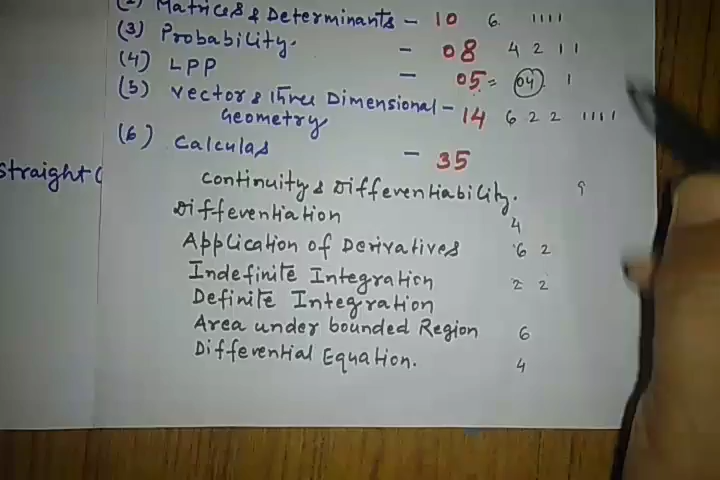 (2) Matrices & Determinants - 10 6. 1111
(3) Probability. - 08 4 2 1 1
(4) LPP - 05 = 04 1
(5) Vector & Three Dimensional Geometry - 14 6 2 2 1111
(6) Calculas - 35
Straight
Continuity & Differentiability.
Differentiation 4
Application of Derivatives 6 2
Indefinite Integration 2 2
Definite Integration
Area under bounded Region 6
Differential Equation. 4